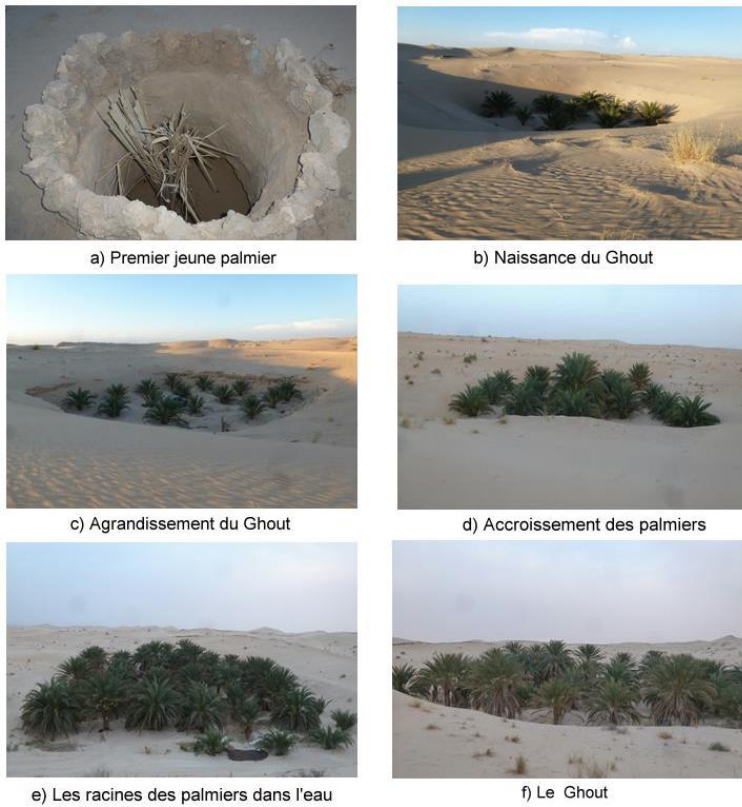 a) Premier jeune palmier
b) Naissance du Ghout
c) Agrandissement du Ghout
d) Accroissement des palmiers
e) Les racines des palmiers dans l'eau
f) Le Ghout